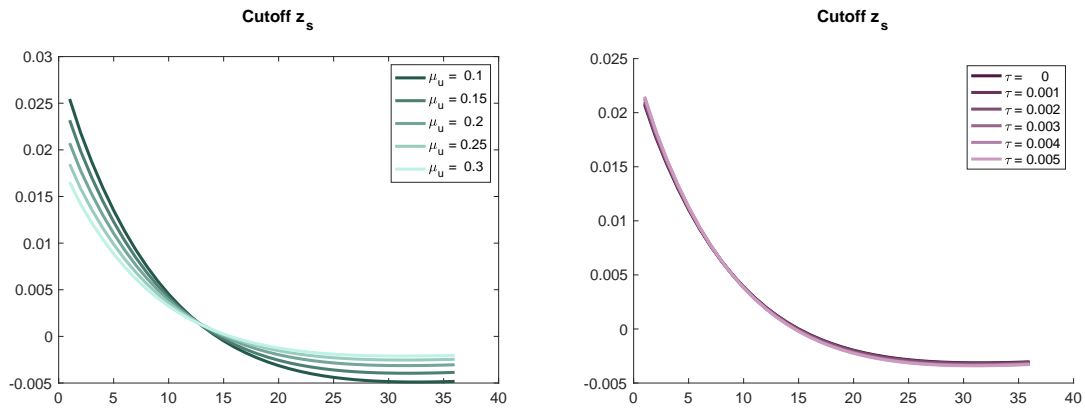 Cutoff z_s
0.03
0.025
0.02
0.015
0.01
0.005
0
-0.005
0 5 10 15 20 25 30 35 40
μ_u = 0.1
μ_u = 0.15
μ_u = 0.2
μ_u = 0.25
μ_u = 0.3
Cutoff z_s
0.025
0.02
0.015
0.01
0.005
0
-0.005
0 5 10 15 20 25 30 35 40
τ = 0
τ = 0.001
τ = 0.002
τ = 0.003
τ = 0.004
τ = 0.005